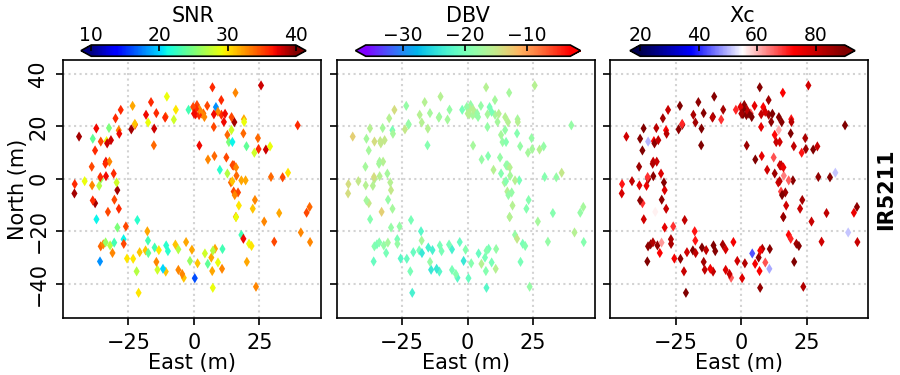 SNR DBV Xc
10 20 30 40 −30 −20 −10 20 40 60 80
40
20
0
−20
−40
North (m)
−25 0 25 −25 0 25 −25 0 25
East (m) East (m) East (m)
IR5211